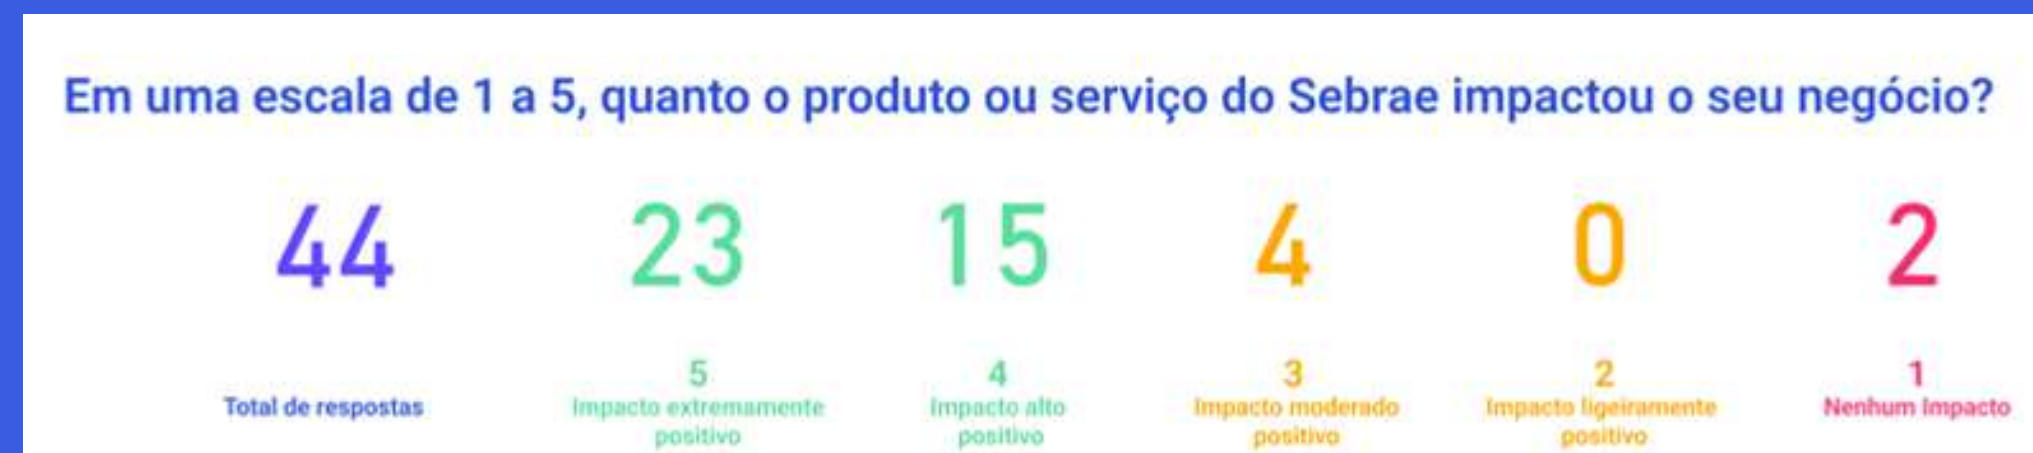 Em uma escala de 1 a 5, quanto o produto ou serviço do Sebrae impactou o seu negócio?
44
23
15
4
0
2
Total de respostas
5
Impacto extremamente
positivo
4
Impacto alto
positivo
3
Impacto moderado
positivo
2
Impacto ligeiramente
positivo
1
Nenhum Impacto